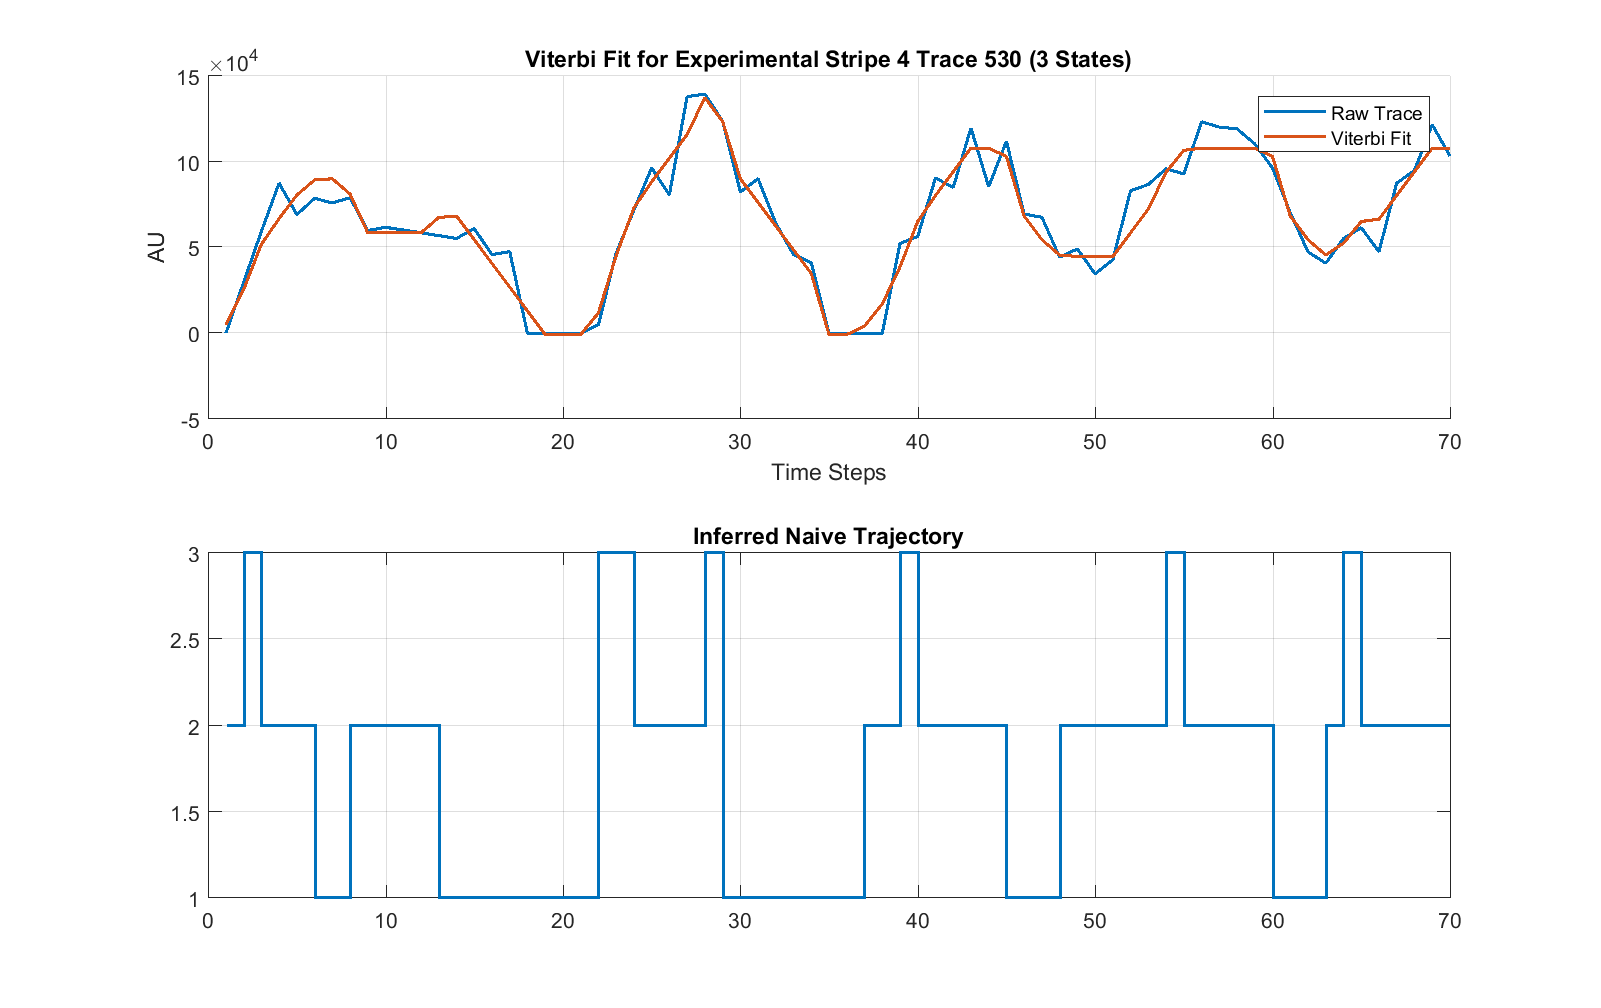 Viterbi Fit for Experimental Stripe 4 Trace 530 (3 States)
×10^4
15
10
5
0
-5
AU
0 10 20 30 40 50 60 70
Time Steps
Raw Trace
Viterbi Fit
Inferred Naive Trajectory
3
2.5
2
1.5
1
0 10 20 30 40 50 60 70